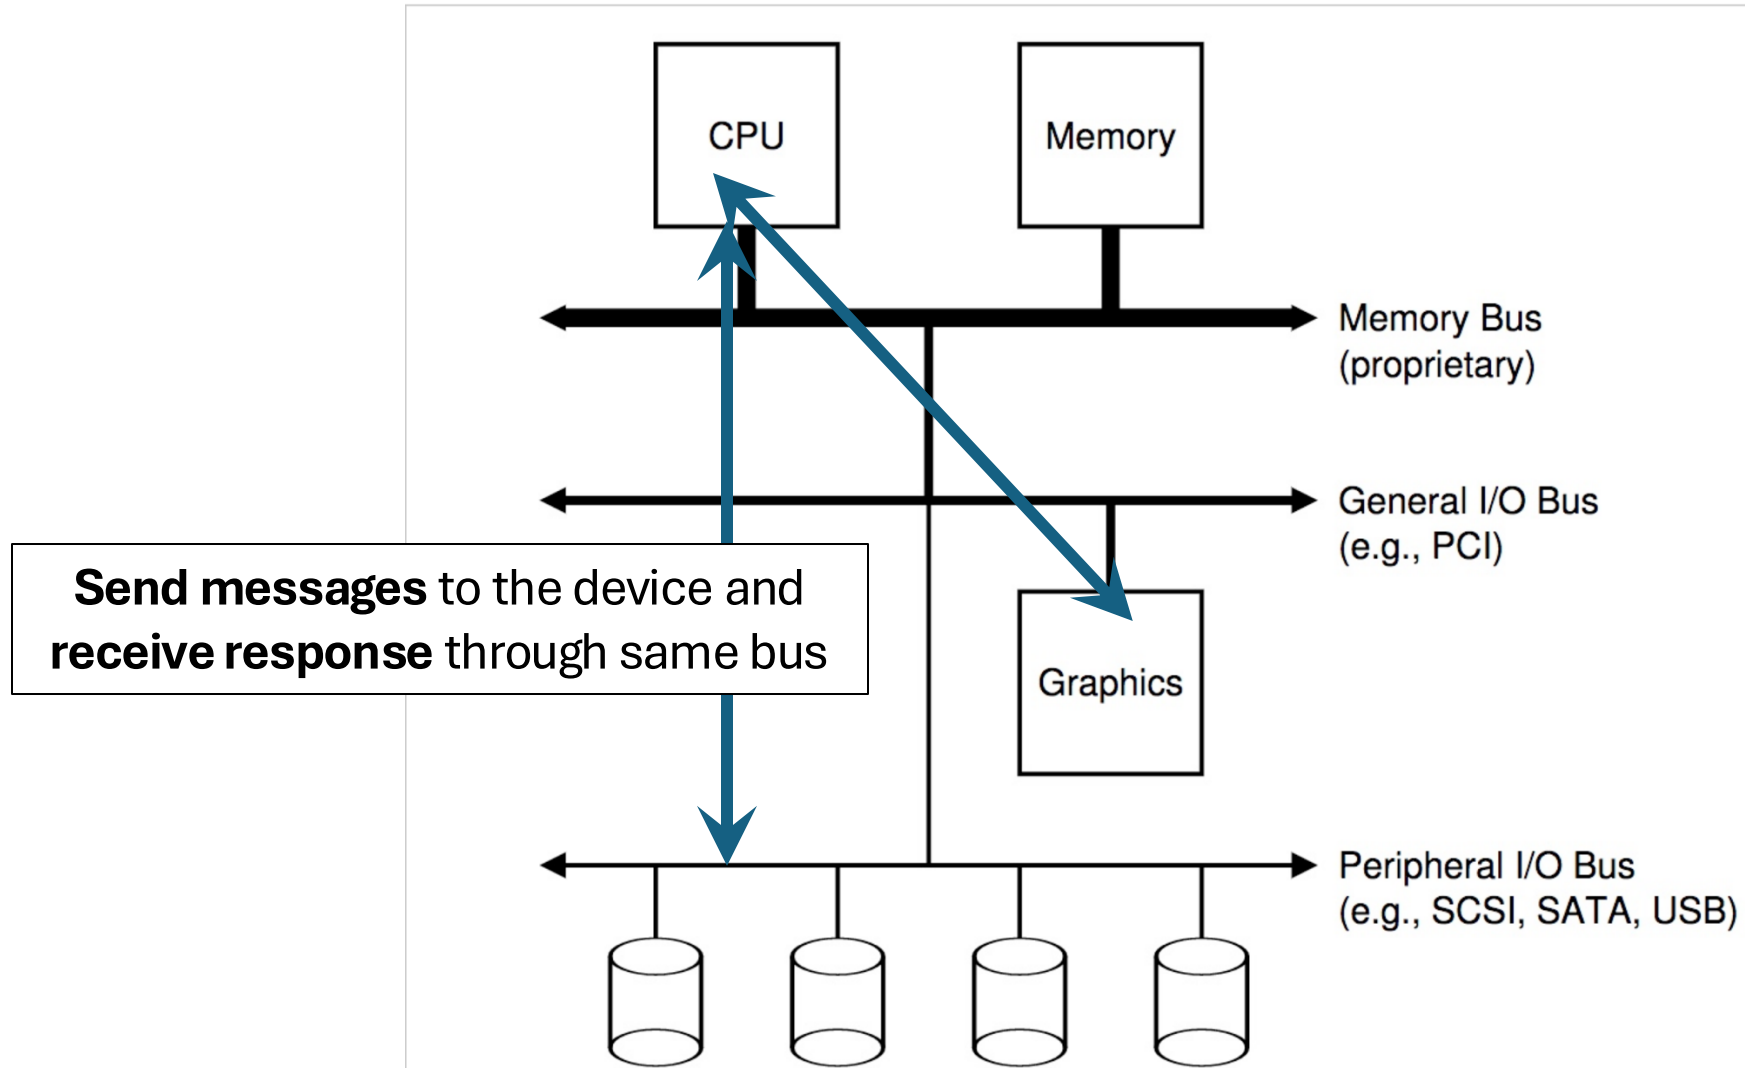 CPU
Memory
Memory Bus
(proprietary)
General I/O Bus
(e.g., PCI)
Send messages to the device and
receive response through same bus
Graphics
Peripheral I/O Bus
(e.g., SCSI, SATA, USB)